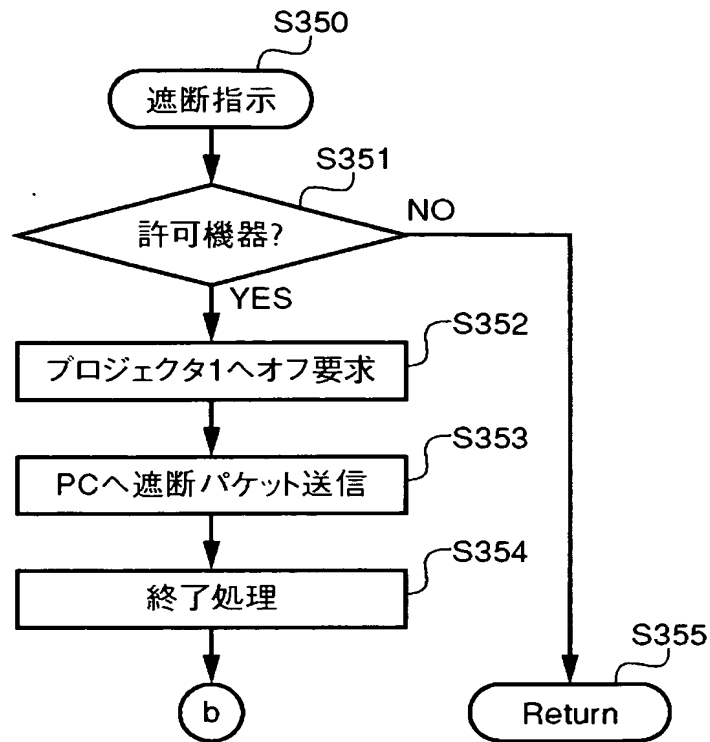 S350
遮断指示
S351
許可機器?
NO
YES
S352
プロジェクタ1へオフ要求
S353
PCへ遮断パケット送信
S354
終了処理
S355
b
Return